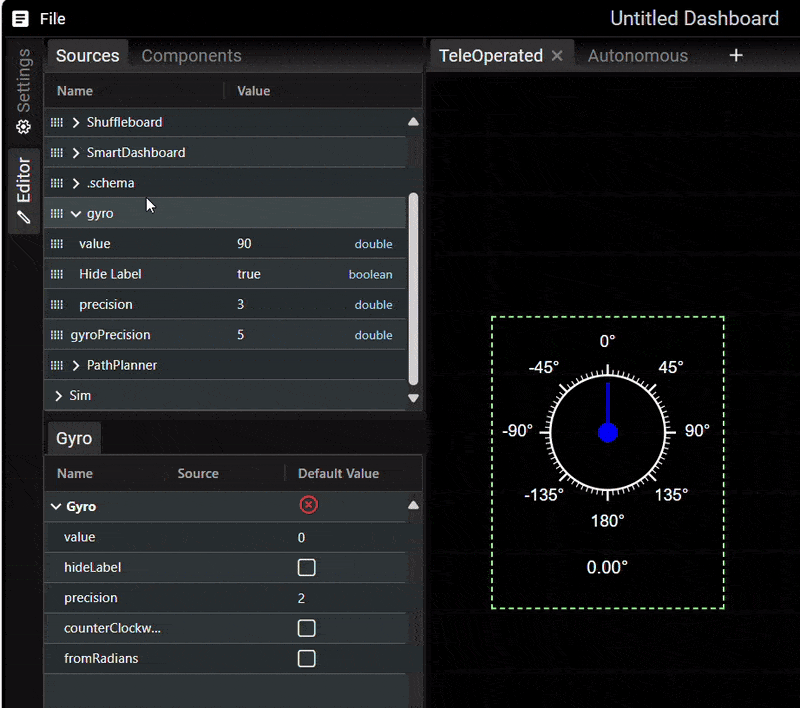 File
Untitled Dashboard
Settings
Editor
Sources Components
Name Value
Shuffleboard
SmartDashboard
.schema
gyro
value 90 double
Hide Label true boolean
precision 3 double
gyroPrecision 5 double
PathPlanner
Sim
Gyro
Name Source Default Value
Gyro
value 0
hideLabel
precision 2
counterClockw...
fromRadians
TeleOperated Autonomous
0°
-45° 45°
-90° 90°
-135° 135°
180°
0.00°